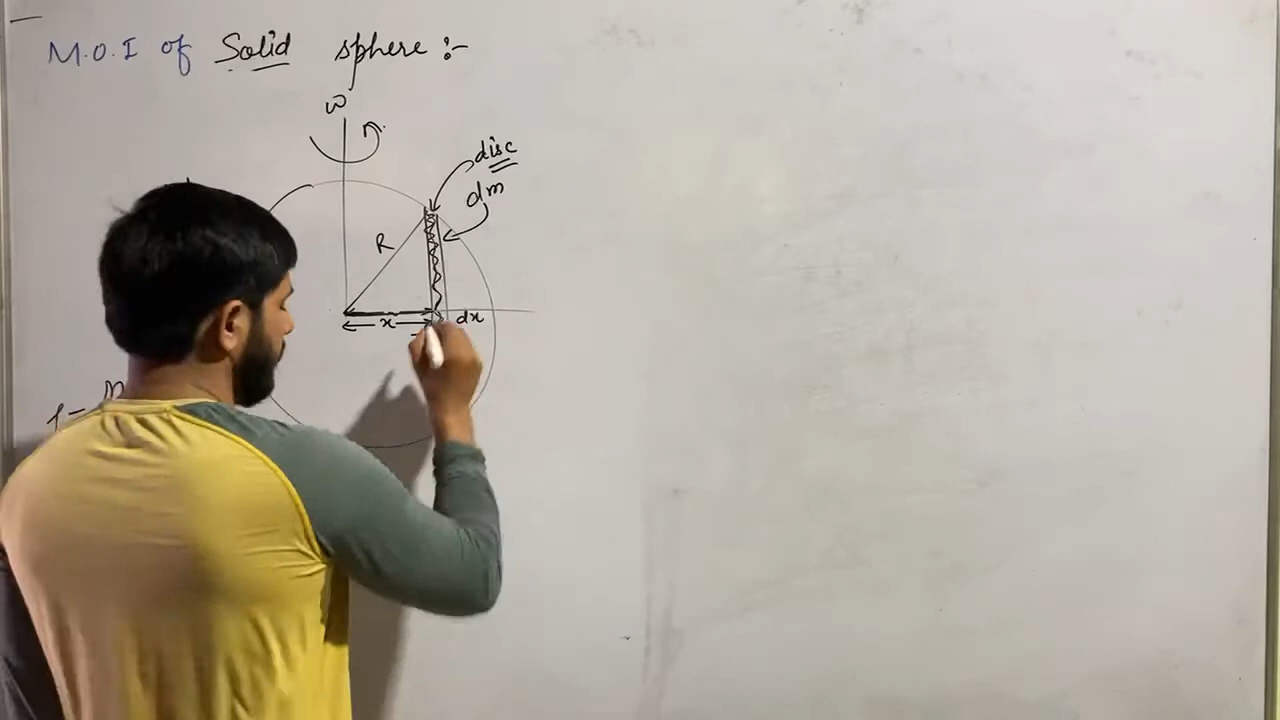 M.O.I of Solid sphere :-
ω
disc
dm
R
x
dx